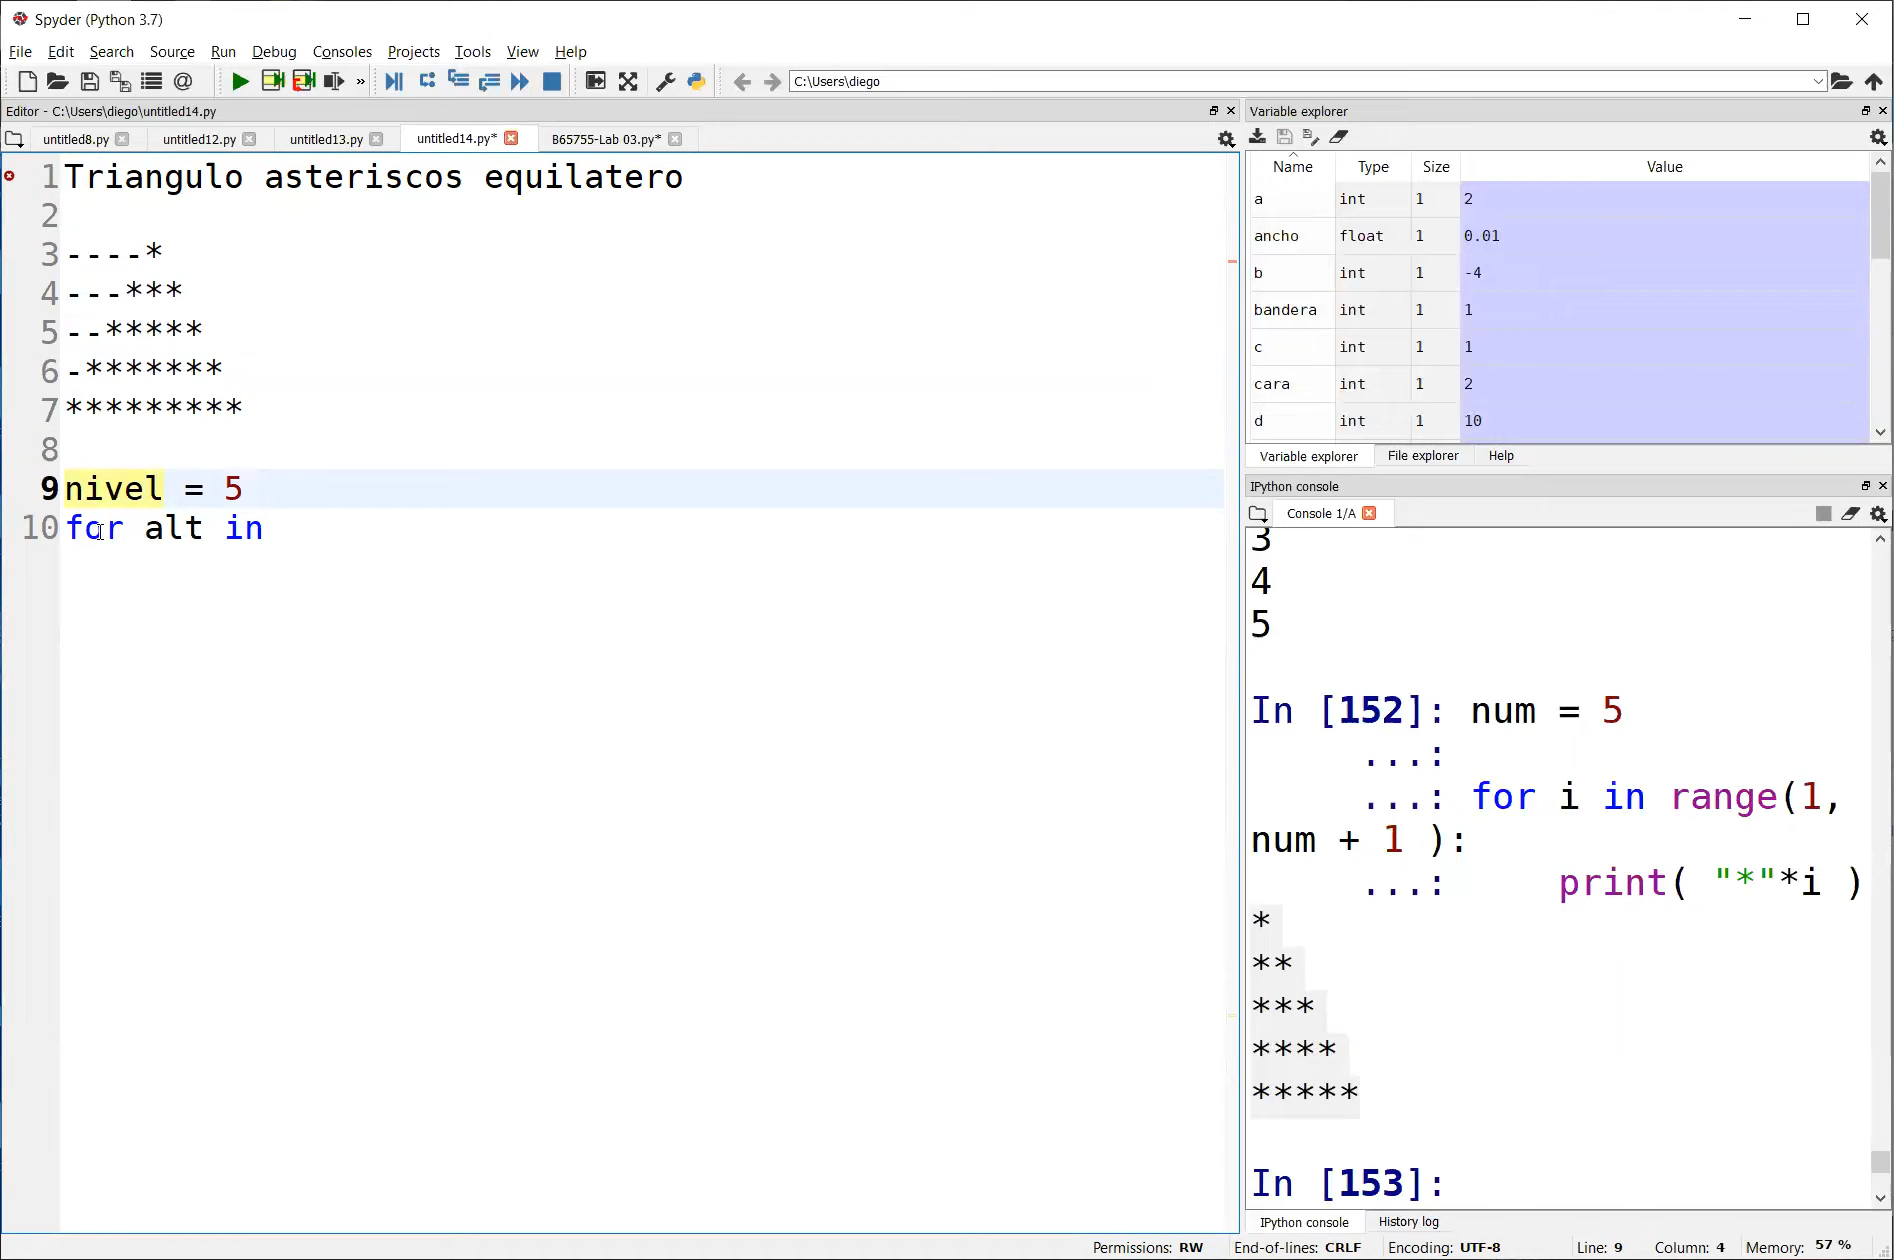 Spyder (Python 3.7)
File Edit Search Source Run Debug Consoles Projects Tools View Help
C:\Users\diego
Editor - C:\Users\diego\untitled14.py
untitled8.py untitled12.py untitled13.py untitled14.py* B65755-Lab 03.py*
1 Triangulo asteriscos equilatero
2
3 ----*
4 ---***
5 --*****
6 -*******
7 *********
8
9 nivel = 5
10 for alt in
Variable explorer
Name Type Size Value
a int 1 2
ancho float 1 0.01
b int 1 -4
bandera int 1 1
c int 1 1
cara int 1 2
d int 1 10
Variable explorer File explorer Help
IPython console
Console 1/A
3
4
5
In [152]: num = 5
...:
...: for i in range(1,
num + 1 ):
...: print( "*"*i )
*
**
***
****
*****
In [153]:
IPython console History log
Permissions: RW End-of-lines: CRLF Encoding: UTF-8 Line: 9 Column: 4 Memory: 57 %